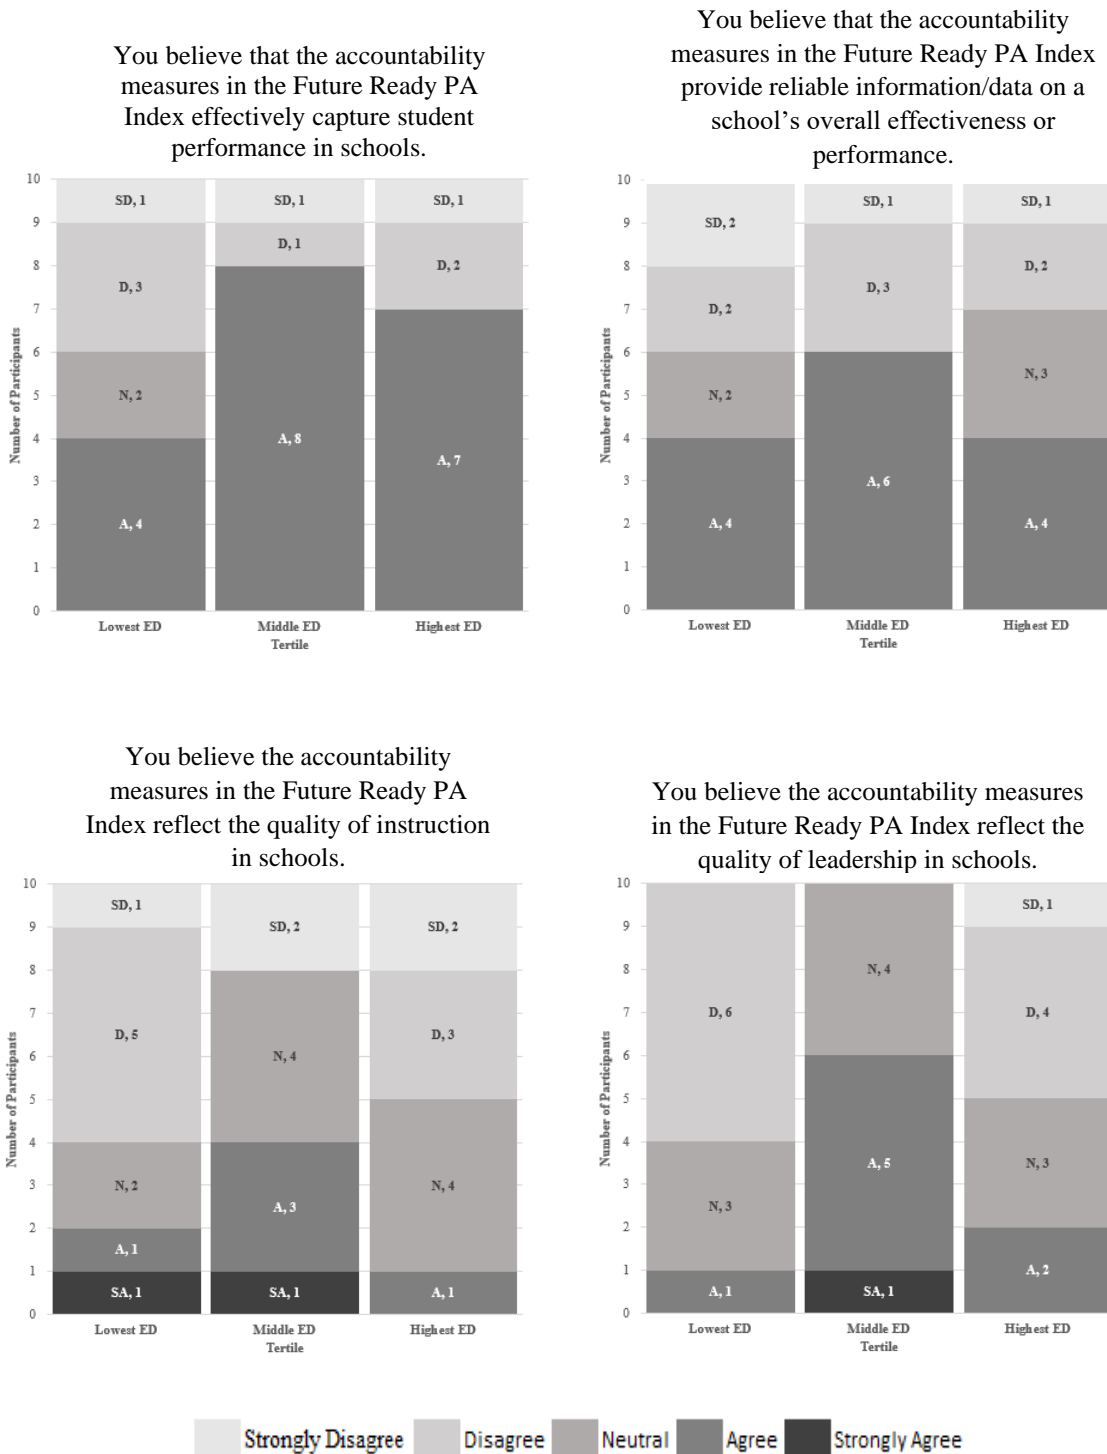 You believe that the accountability
measures in the Future Ready PA
Index effectively capture student
performance in schools.
10
9
8
7
6
5
4
3
2
1
0
Number of Participants
SD, 1
D, 3
N, 2
A, 4
SD, 1
D, 1
A, 8
SD, 1
D, 2
A, 7
Lowest ED
Middle ED
Highest ED
Tertile
You believe that the accountability
measures in the Future Ready PA Index
provide reliable information/data on a
school’s overall effectiveness or
performance.
10
9
8
7
6
5
4
3
2
1
0
Number of Participants
SD, 2
D, 2
N, 2
A, 4
SD, 1
D, 3
A, 6
SD, 1
D, 2
N, 3
A, 4
Lowest ED
Middle ED
Highest ED
Tertile
You believe the accountability
measures in the Future Ready PA
Index reflect the quality of instruction
in schools.
10
9
8
7
6
5
4
3
2
1
0
Number of Participants
SD, 1
D, 5
N, 2
A, 1
SA, 1
SD, 2
N, 4
A, 3
SA, 1
SD, 2
D, 3
N, 4
A, 1
Lowest ED
Middle ED
Highest ED
Tertile
You believe the accountability measures
in the Future Ready PA Index reflect the
quality of leadership in schools.
10
9
8
7
6
5
4
3
2
1
0
Number of Participants
D, 6
N, 3
A, 1
N, 4
A, 5
SA, 1
SD, 1
D, 4
N, 3
A, 2
Lowest ED
Middle ED
Highest ED
Tertile
Strongly Disagree Disagree Neutral Agree Strongly Agree